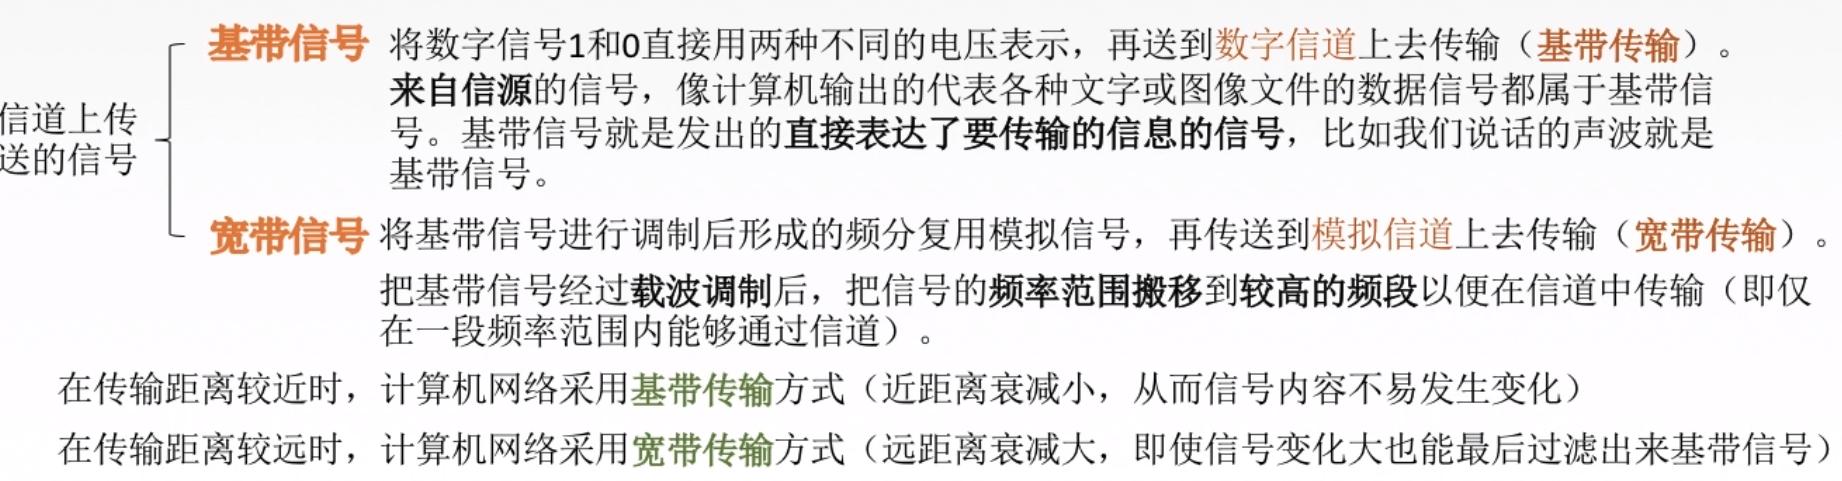 信道上传
送的信号
基带信号 将数字信号1和0直接用两种不同的电压表示，再送到数字信道上去传输（基带传输）。
来自信源的信号，像计算机输出的代表各种文字或图像文件的数据信号都属于基带信
号。基带信号就是发出的直接表达了要传输的信息的信号，比如我们说话的声波就是
基带信号。
宽带信号 将基带信号进行调制后形成的频分复用模拟信号，再传送到模拟信道上去传输（宽带传输）。
把基带信号经过载波调制后，把信号的频率范围搬移到较高的频段以便在信道中传输（即仅
在一段频率范围内能够通过信道）。
在传输距离较近时，计算机网络采用基带传输方式（近距离衰减小，从而信号内容不易发生变化）
在传输距离较远时，计算机网络采用宽带传输方式（远距离衰减大，即使信号变化大也能最后过滤出来基带信号）